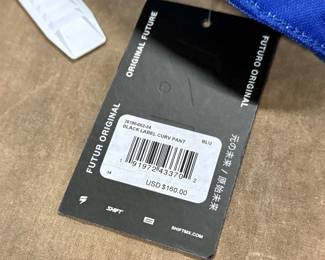 ORIGINAL FUTURE
FUTURO ORIGINAL
FUTUR ORIGINAL
元の未来 / 原始未来
BLACK LABEL CURV PANT
BLU
USD $160.00
SHIFT
SHIFTMX.COM